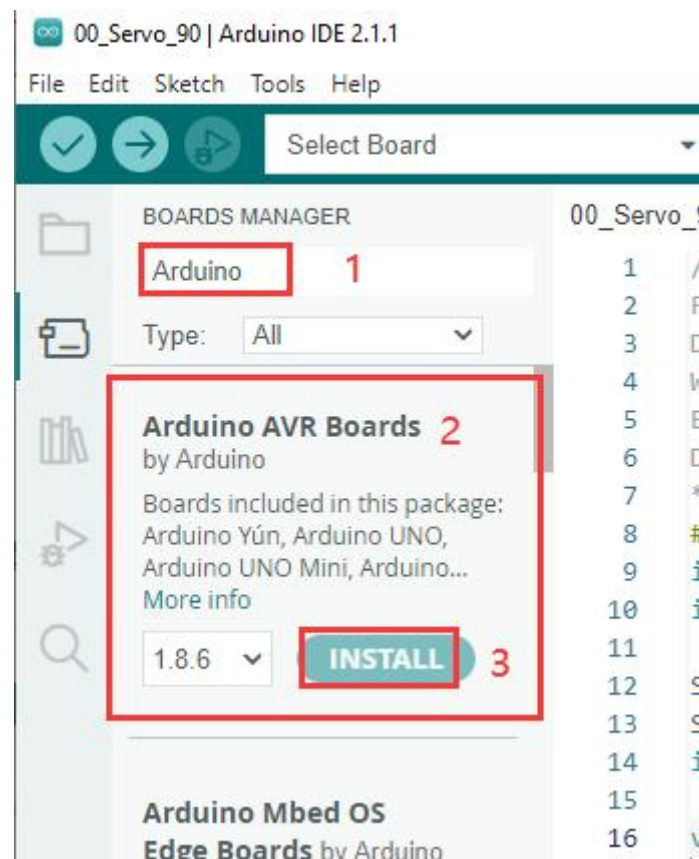 00_Servo_90 | Arduino IDE 2.1.1
File Edit Sketch Tools Help
Select Board
BOARDS MANAGER
00_Servo_9
Arduino 1
Type: All
Arduino AVR Boards 2
by Arduino
Boards included in this package:
Arduino Yún, Arduino UNO,
Arduino UNO Mini, Arduino...
More info
1.8.6 INSTALL 3
Arduino Mbed OS
Edge Boards by Arduino
1
2
3
4
5
6
7 *
8 #
9 i
10 i
11
12 S
13 S
14 i
15
16 v